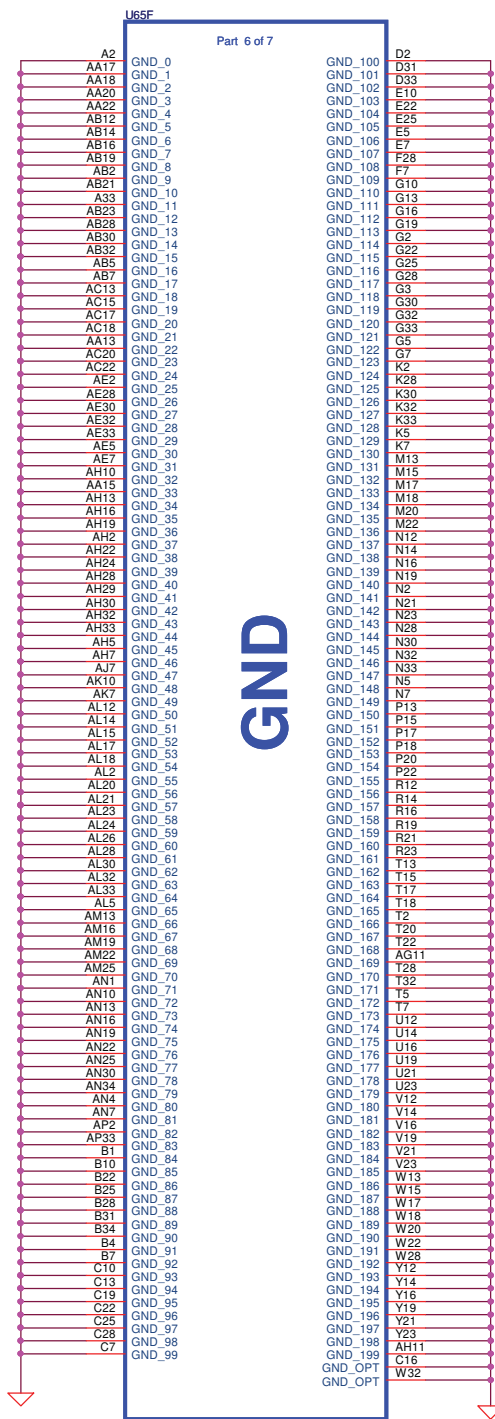 U65F
Part 6 of 7
A2 GND_0 GND_100 D2
AA17 GND_1 GND_101 D31
AA18 GND_2 GND_102 D33
AA20 GND_3 GND_103 E10
AA22 GND_4 GND_104 E22
AB12 GND_5 GND_105 E25
AB14 GND_6 GND_106 E5
AB16 GND_7 GND_107 E7
AB19 GND_8 GND_108 F28
AB2 GND_9 GND_109 F7
AB21 GND_10 GND_110 G10
A33 GND_11 GND_111 G13
AB23 GND_12 GND_112 G16
AB28 GND_13 GND_113 G19
AB30 GND_14 GND_114 G2
AB32 GND_15 GND_115 G22
AB5 GND_16 GND_116 G25
AB7 GND_17 GND_117 G28
AC13 GND_18 GND_118 G3
AC15 GND_19 GND_119 G30
AC17 GND_20 GND_120 G32
AC18 GND_21 GND_121 G33
AA13 GND_22 GND_122 G5
AC20 GND_23 GND_123 G7
AC22 GND_24 GND_124 K2
AE2 GND_25 GND_125 K28
AE28 GND_26 GND_126 K30
AE30 GND_27 GND_127 K32
AE32 GND_28 GND_128 K33
AE33 GND_29 GND_129 K5
AE5 GND_30 GND_130 K7
AE7 GND_31 GND_131 M13
AH10 GND_32 GND_132 M15
AA15 GND_33 GND_133 M17
AH13 GND_34 GND_134 M18
AH16 GND_35 GND_135 M20
AH19 GND_36 GND_136 M22
AH2 GND_37 GND_137 N12
AH22 GND_38 GND_138 N14
AH24 GND_39 GND_139 N16
AH28 GND_40 GND_140 N19
AH29 GND_41 GND_141 N2
AH30 GND_42 GND_142 N21
AH32 GND_43 GND_143 N23
AH33 GND_44 GND_144 N28
AH5 GND_45 GND_145 N30
AH7 GND_46 GND_146 N32
AJ7 GND_47 GND_147 N33
AK10 GND_48 GND_148 N5
AK7 GND_49 GND_149 N7
AL12 GND_50 GND_150 P13
AL14 GND_51 GND_151 P15
AL15 GND_52 GND_152 P17
AL17 GND_53 GND_153 P18
AL18 GND_54 GND_154 P20
AL2 GND_55 GND_155 P22
AL20 GND_56 GND_156 R12
AL21 GND_57 GND_157 R14
AL23 GND_58 GND_158 R16
AL24 GND_59 GND_159 R19
AL26 GND_60 GND_160 R21
AL28 GND_61 GND_161 R23
AL30 GND_62 GND_162 T13
AL32 GND_63 GND_163 T15
AL33 GND_64 GND_164 T17
AL5 GND_65 GND_165 T18
AM13 GND_66 GND_166 T2
AM16 GND_67 GND_167 T20
AM19 GND_68 GND_168 T22
AM22 GND_69 GND_169 AG11
AM25 GND_70 GND_170 T28
AN1 GND_71 GND_171 T32
AN10 GND_72 GND_172 T5
AN13 GND_73 GND_173 T7
AN16 GND_74 GND_174 U12
AN19 GND_75 GND_175 U14
AN22 GND_76 GND_176 U16
AN25 GND_77 GND_177 U19
AN30 GND_78 GND_178 U21
AN34 GND_79 GND_179 U23
AN4 GND_80 GND_180 V12
AN7 GND_81 GND_181 V14
AP2 GND_82 GND_182 V16
AP33 GND_83 GND_183 V19
B1 GND_84 GND_184 V21
B10 GND_85 GND_185 V23
B22 GND_86 GND_186 W13
B25 GND_87 GND_187 W15
B28 GND_88 GND_188 W17
B31 GND_89 GND_189 W18
B34 GND_90 GND_190 W20
B4 GND_91 GND_191 W22
B7 GND_92 GND_192 W28
C10 GND_93 GND_193 Y12
C13 GND_94 GND_194 Y14
C19 GND_95 GND_195 Y16
C22 GND_96 GND_196 Y19
C25 GND_97 GND_197 Y21
C28 GND_98 GND_198 Y23
C7 GND_99 GND_199 AH11
GND_OPT C16
GND_OPT W32
GND